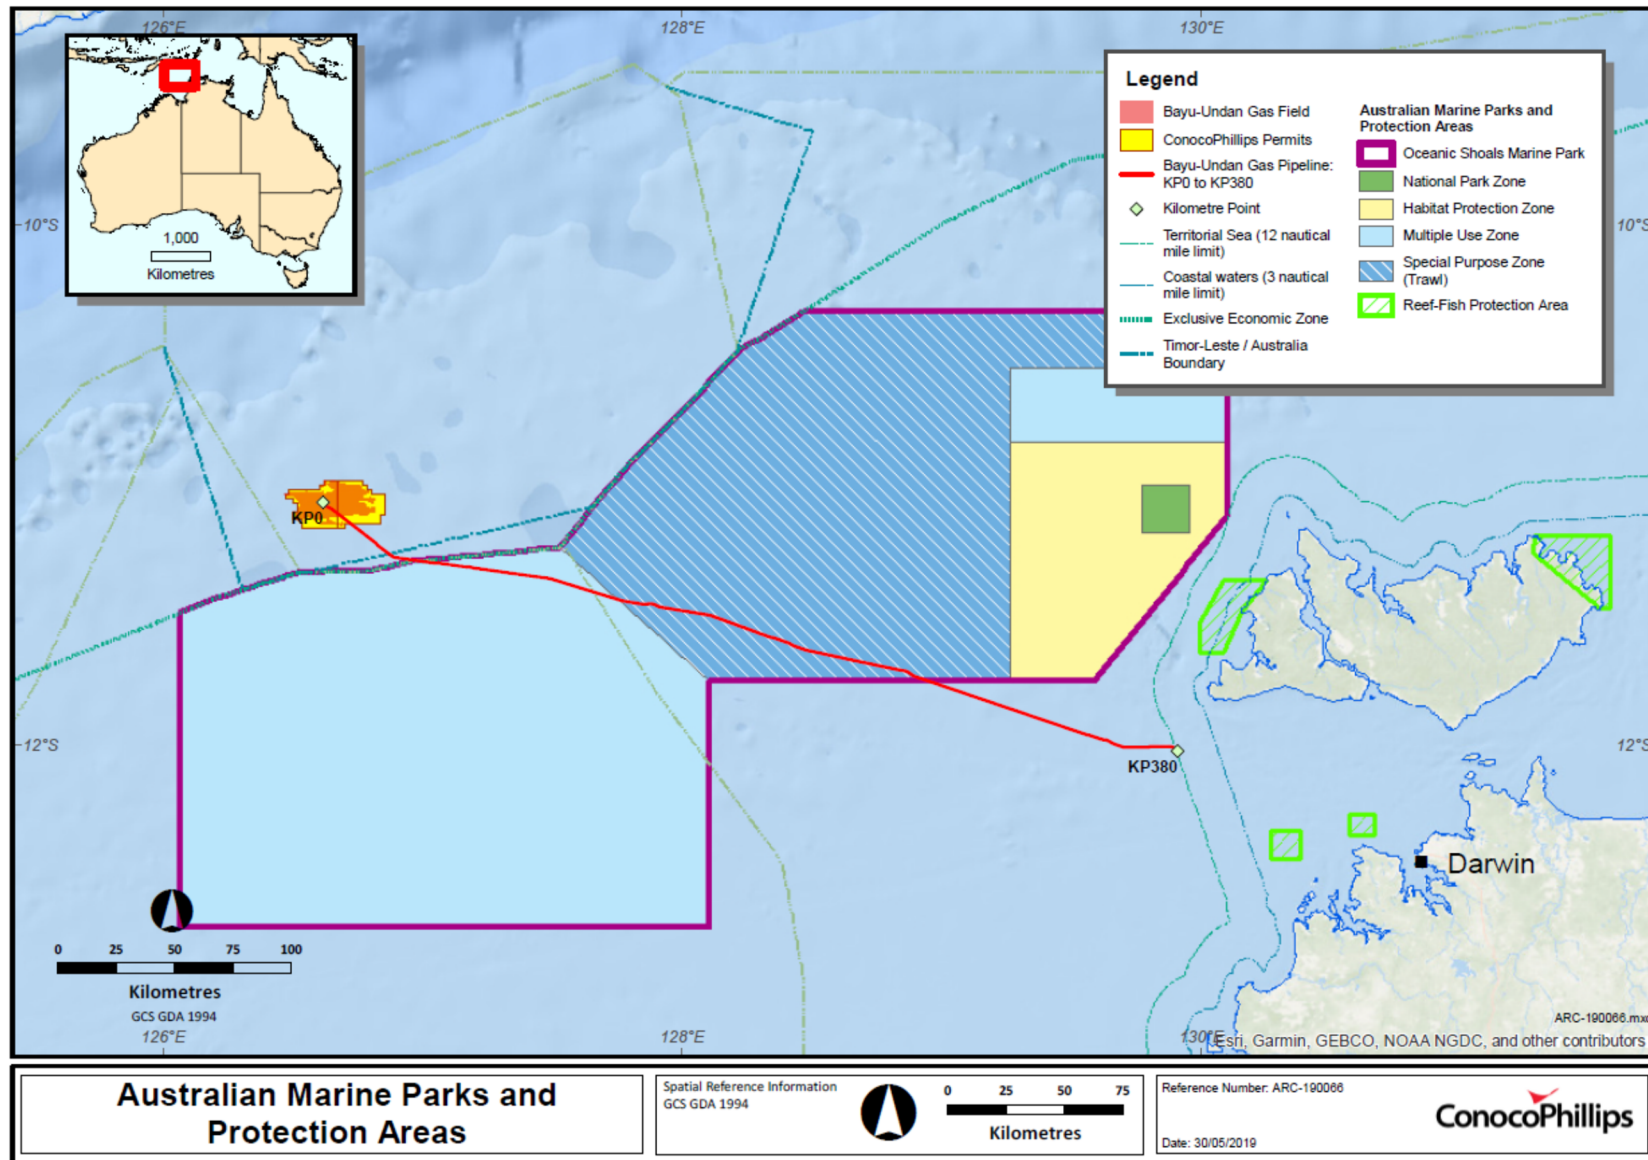 126°E
128°E
130°E
1,000
Kilometres
Legend
Bayu-Undan Gas Field
ConocoPhillips Permits
Bayu-Undan Gas Pipeline:
KP0 to KP380
Kilometre Point
Territorial Sea (12 nautical
mile limit)
Coastal waters (3 nautical
mile limit)
Exclusive Economic Zone
Timor-Leste / Australia
Boundary
Australian Marine Parks and
Protection Areas
Oceanic Shoals Marine Park
National Park Zone
Habitat Protection Zone
Multiple Use Zone
Special Purpose Zone
(Trawl)
Reef-Fish Protection Area
10°S
10°S
KP0
12°S
12°S
KP380
Darwin
0 25 50 75 100
Kilometres
GCS GDA 1994
ARC-190066.mxd
126°E
128°E
130°E
Esri, Garmin, GEBCO, NOAA NGDC, and other contributors
Australian Marine Parks and
Protection Areas
Spatial Reference Information
GCS GDA 1994
0 25 50 75
Kilometres
Reference Number: ARC-190066
ConocoPhillips
Date: 30/05/2019